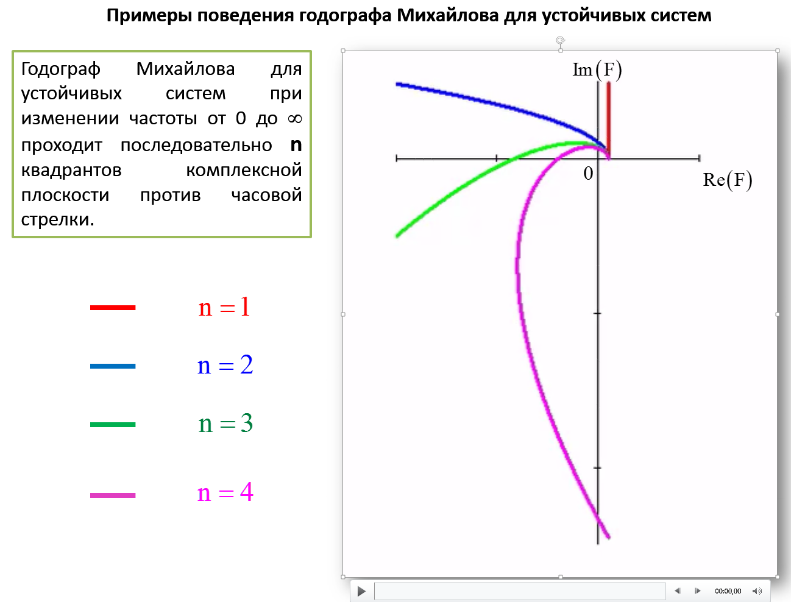 Примеры поведения годографа Михайлова для устойчивых систем
Годограф Михайлова для
устойчивых систем при
изменении частоты от 0 до ∞
проходит последовательно n
квадрантов комплексной
плоскости против часовой
стрелки.
n = 1
n = 2
n = 3
n = 4
Im(F)
0
Re(F)
00:00,00